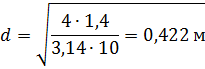 d = √(4 · 1,4 / 3,14 · 10) = 0,422 м